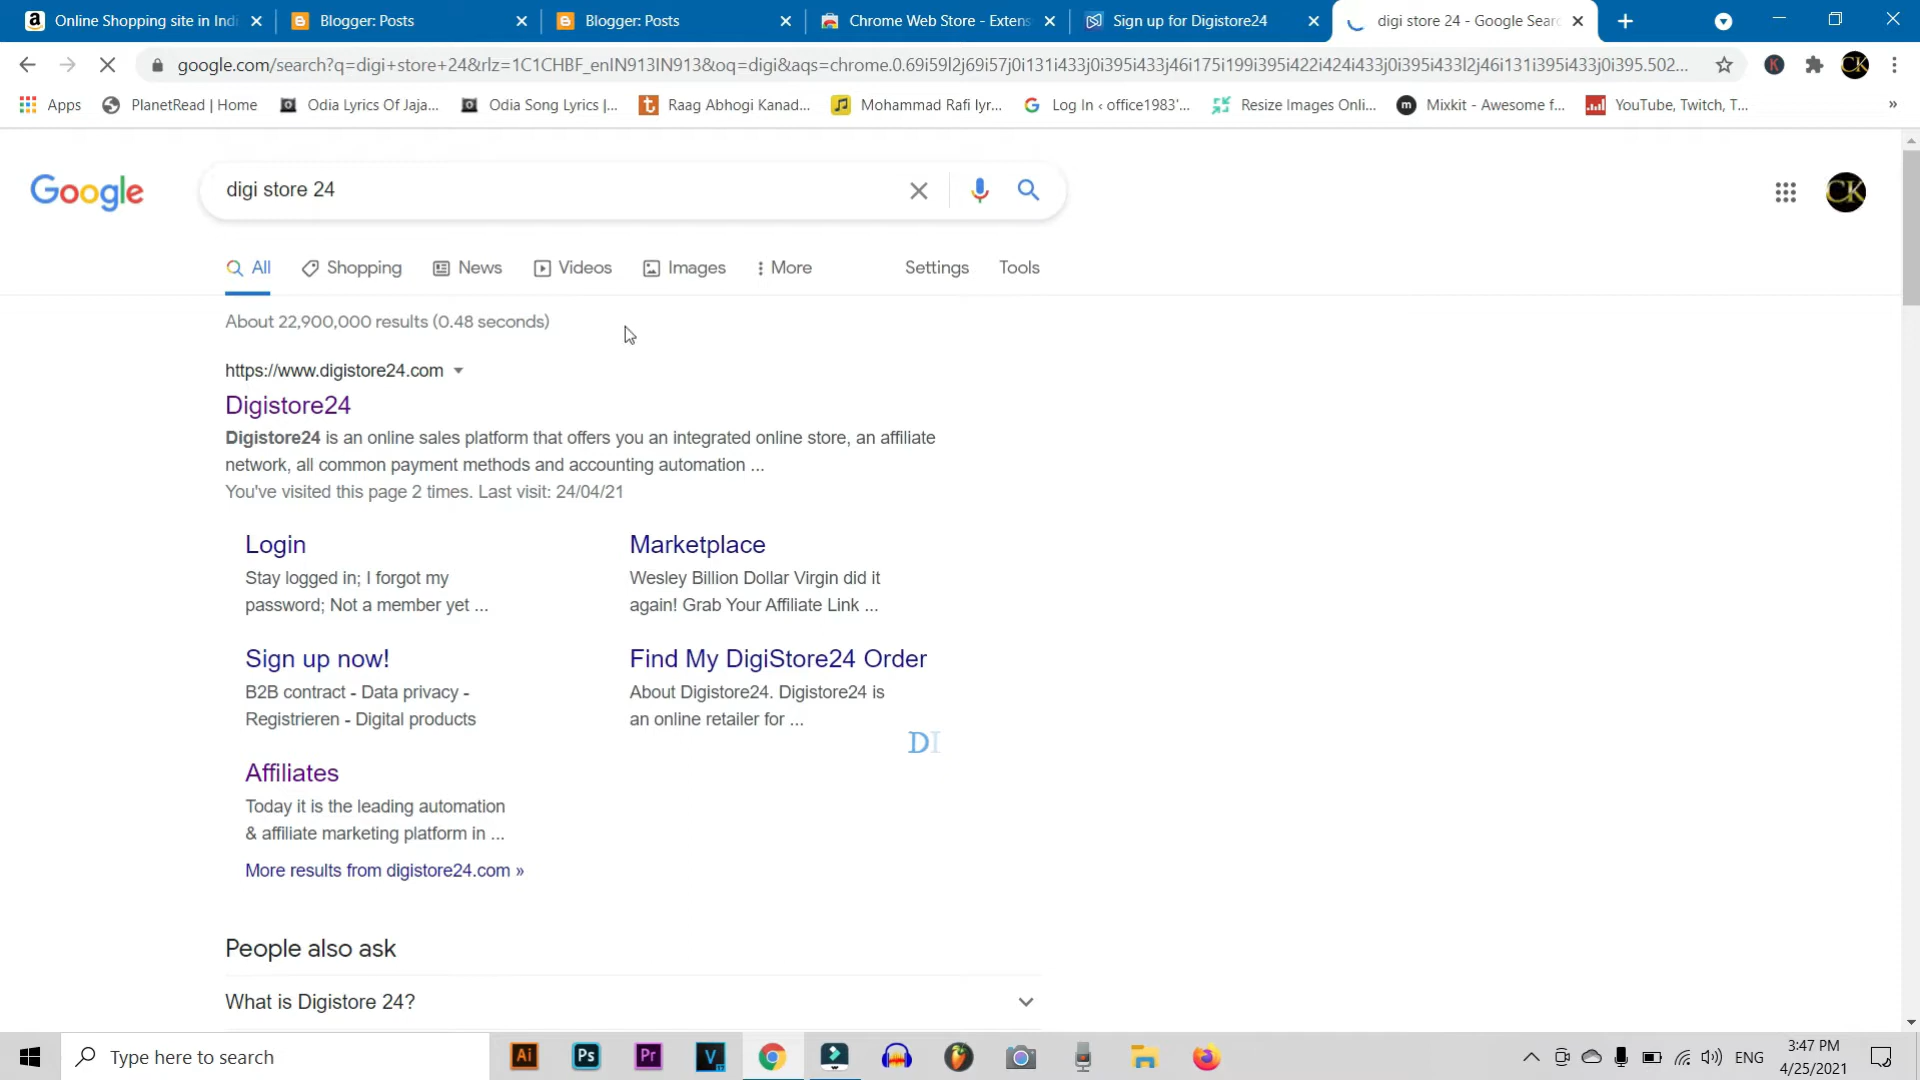 Online Shopping site in Indi
Blogger: Posts
Blogger: Posts
Chrome Web Store - Extens
Sign up for Digistore24
digi store 24 - Google Sear
google.com/search?q=digi+store+24&rlz=1C1CHBF_enIN913IN913&oq=digi&aqs=chrome.0.69i59l2j69i57j0i131i433j0i395i433j46i175i199i395i422i424i433j0i395i433l2j46i131i395i433j0i395.502...
Apps
PlanetRead | Home
Odia Lyrics Of Jaja...
Odia Song Lyrics |...
Raag Abhogi Kanad...
Mohammad Rafi lyr...
Log In ‹ office1983'...
Resize Images Onli...
Mixkit - Awesome f...
YouTube, Twitch, T...
Google
digi store 24
CK
All
Shopping
News
Videos
Images
More
Settings
Tools
About 22,900,000 results (0.48 seconds)
https://www.digistore24.com
Digistore24
Digistore24 is an online sales platform that offers you an integrated online store, an affiliate
network, all common payment methods and accounting automation ...
You've visited this page 2 times. Last visit: 24/04/21
Login
Stay logged in; I forgot my
password; Not a member yet ...
Marketplace
Wesley Billion Dollar Virgin did it
again! Grab Your Affiliate Link ...
Sign up now!
B2B contract - Data privacy -
Registrieren - Digital products
Find My DigiStore24 Order
About Digistore24. Digistore24 is
an online retailer for ...
DI
Affiliates
Today it is the leading automation
& affiliate marketing platform in ...
More results from digistore24.com »
People also ask
What is Digistore 24?
Type here to search
Ai
Ps
Pr
V
ENG
3:47 PM
4/25/2021